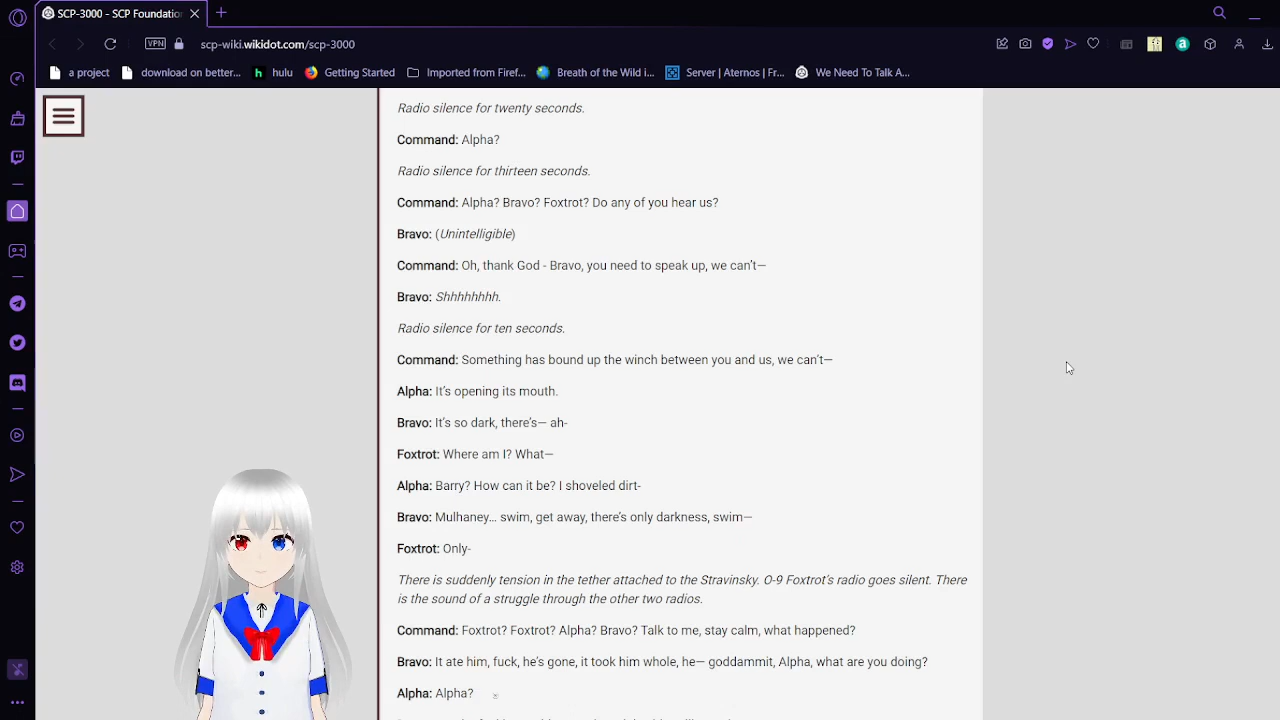 SCP-3000 - SCP Foundatio
VPN
scp-wiki.wikidot.com/scp-3000
a project
download on better...
hulu
Getting Started
Imported from Firef...
Breath of the Wild i...
Server | Aternos | Fr...
We Need To Talk A...
Radio silence for twenty seconds.
Command: Alpha?
Radio silence for thirteen seconds.
Command: Alpha? Bravo? Foxtrot? Do any of you hear us?
Bravo: (Unintelligible)
Command: Oh, thank God - Bravo, you need to speak up, we can't—
Bravo: Shhhhhhhh.
Radio silence for ten seconds.
Command: Something has bound up the winch between you and us, we can't—
Alpha: It's opening its mouth.
Bravo: It's so dark, there's— ah-
Foxtrot: Where am I? What—
Alpha: Barry? How can it be? I shoveled dirt-
Bravo: Mulhaney… swim, get away, there's only darkness, swim—
Foxtrot: Only-
There is suddenly tension in the tether attached to the Stravinsky. O-9 Foxtrot's radio goes silent. There
is the sound of a struggle through the other two radios.
Command: Foxtrot? Foxtrot? Alpha? Bravo? Talk to me, stay calm, what happened?
Bravo: It ate him, fuck, he's gone, it took him whole, he— goddammit, Alpha, what are you doing?
Alpha: Alpha?